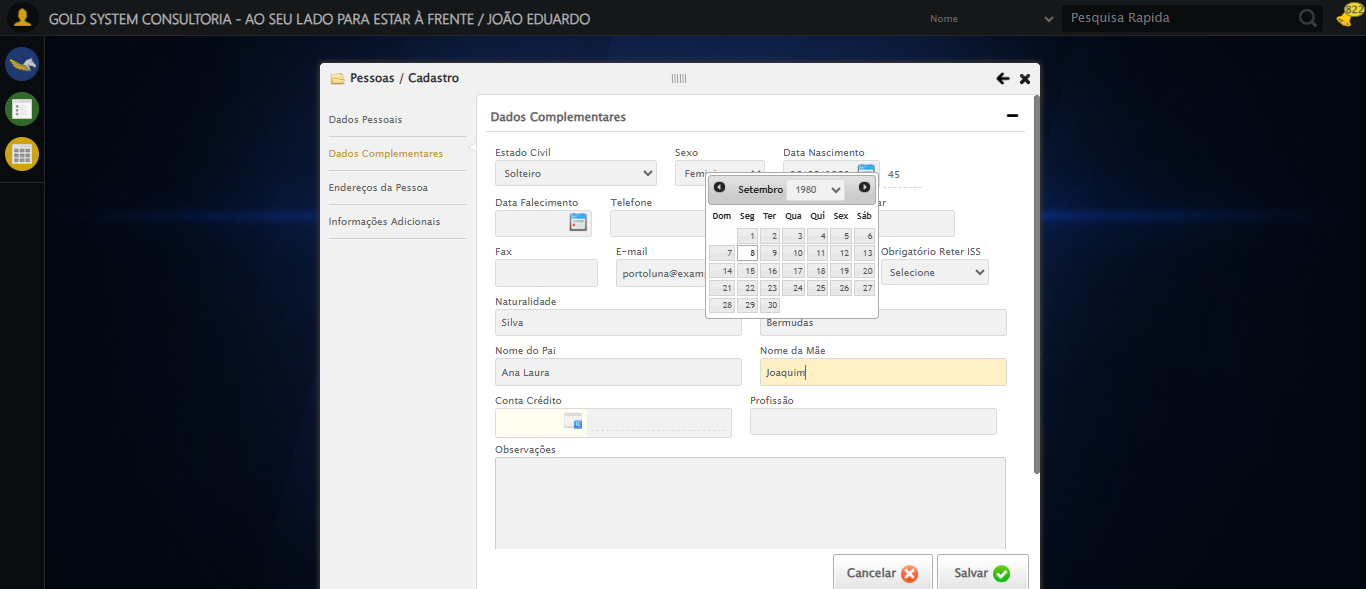 GOLD SYSTEM CONSULTORIA - AO SEU LADO PARA ESTAR À FRENTE / JOÃO EDUARDO
Nome
Pesquisa Rapida
822
Pessoas / Cadastro
Dados Pessoais
Dados Complementares
Endereços da Pessoa
Informações Adicionais
Dados Complementares
Estado Civil
Sexo
Data Nascimento
Solteiro
45
Setembro 1980
Dom Seg Ter Qua Qui Sex Sáb
1 2 3 4 5 6
7 8 9 10 11 12 13
14 15 16 17 18 19 20
21 22 23 24 25 26 27
28 29 30
Data Falecimento
Telefone
Fax
E-mail
Obrigatório Reter ISS
portoluna@examp
Selecione
Naturalidade
Silva
Bermudas
Nome do Pai
Nome da Mãe
Ana Laura
Joaquim
Conta Crédito
Profissão
Observações
Cancelar
Salvar